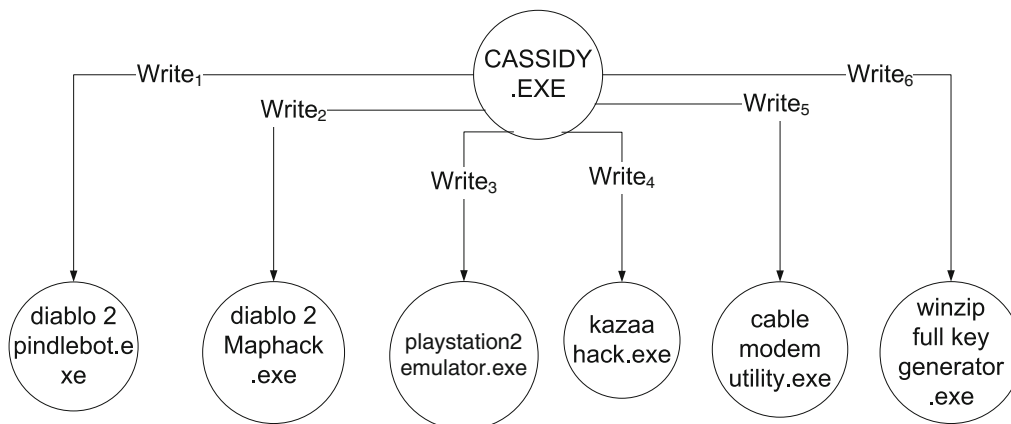 CASSIDY
.EXE
Write1
Write6
Write2
Write5
Write3
Write4
diablo 2
pindlebot.e
xe
diablo 2
Maphack
.exe
playstation2
emulator.exe
kazaa
hack.exe
cable
modem
utility.exe
winzip
full key
generator
.exe